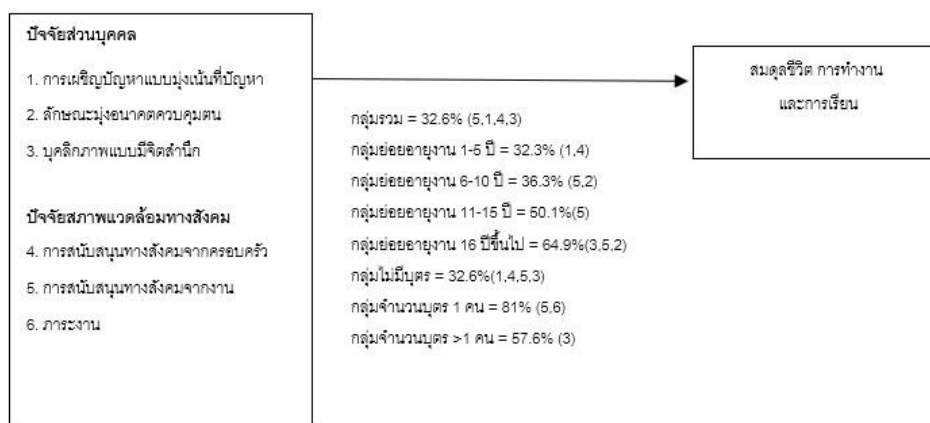 ปัจจัยส่วนบุคคล
1. การเผชิญปัญหาแบบมุ่งเน้นที่ปัญหา
2. ลักษณะมุ่งอนาคตควบคุมตน
3. บุคลิกภาพแบบมีจิตสำนึก
ปัจจัยสภาพแวดล้อมทางสังคม
4. การสนับสนุนทางสังคมจากครอบครัว
5. การสนับสนุนทางสังคมจากงาน
6. ภาระงาน
กลุ่มรวม = 32.6% (5,1,4,3)
กลุ่มย่อยอายุงาน 1-5 ปี = 32.3% (1,4)
กลุ่มย่อยอายุงาน 6-10 ปี = 36.3% (5,2)
กลุ่มย่อยอายุงาน 11-15 ปี = 50.1%(5)
กลุ่มย่อยอายุงาน 16 ปีขึ้นไป = 64.9%(3,5,2)
กลุ่มไม่มีบุตร = 32.6%(1,4,5,3)
กลุ่มจำนวนบุตร 1 คน = 81% (5,6)
กลุ่มจำนวนบุตร >1 คน = 57.6% (3)
สมดุลชีวิต การทำงาน
และการเรียน